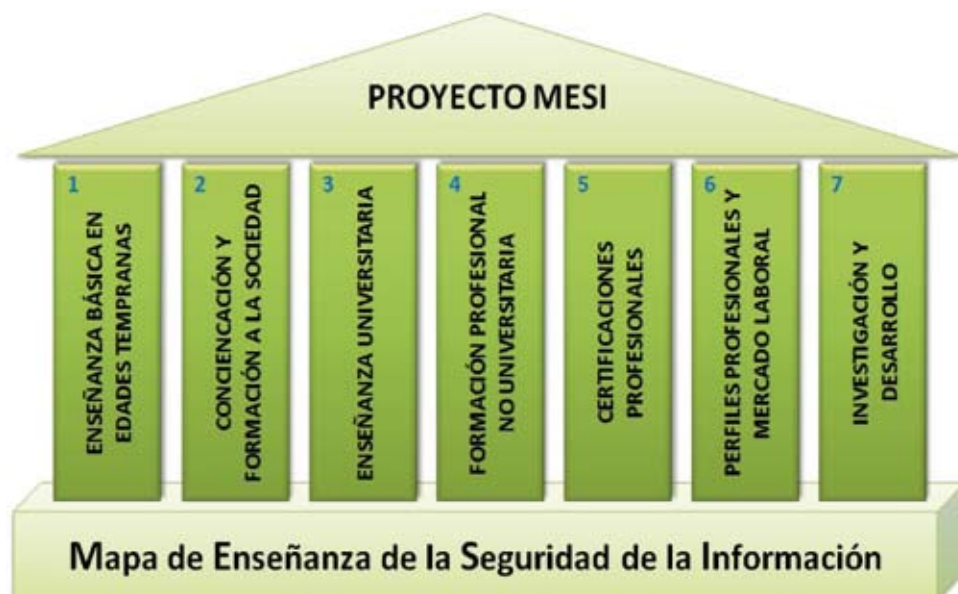 PROYECTO MESI
1
ENSEÑANZA BÁSICA EN
EDADES TEMPRANAS
2
CONCIENCACIÓN Y
FORMACIÓN A LA SOCIEDAD
3
ENSEÑANZA UNIVERSITARIA
4
FORMACIÓN PROFESIONAL
NO UNIVERSITARIA
5
CERTIFICACIONES
PROFESIONALES
6
PERFILES PROFESIONALES Y
MERCADO LABORAL
7
INVESTIGACIÓN Y
DESARROLLO
Mapa de Enseñanza de la Seguridad de la Información